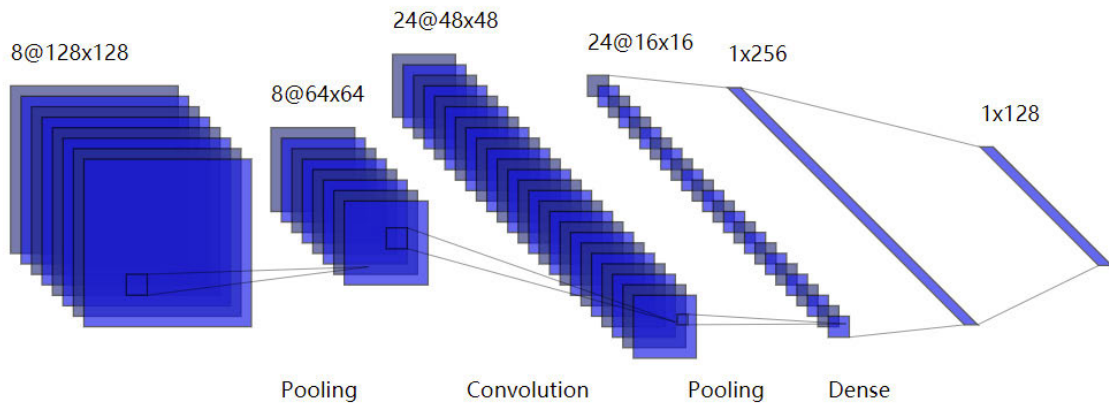 8@128x128
8@64x64
24@48x48
24@16x16
1x256
1x128
Pooling
Convolution
Pooling
Dense